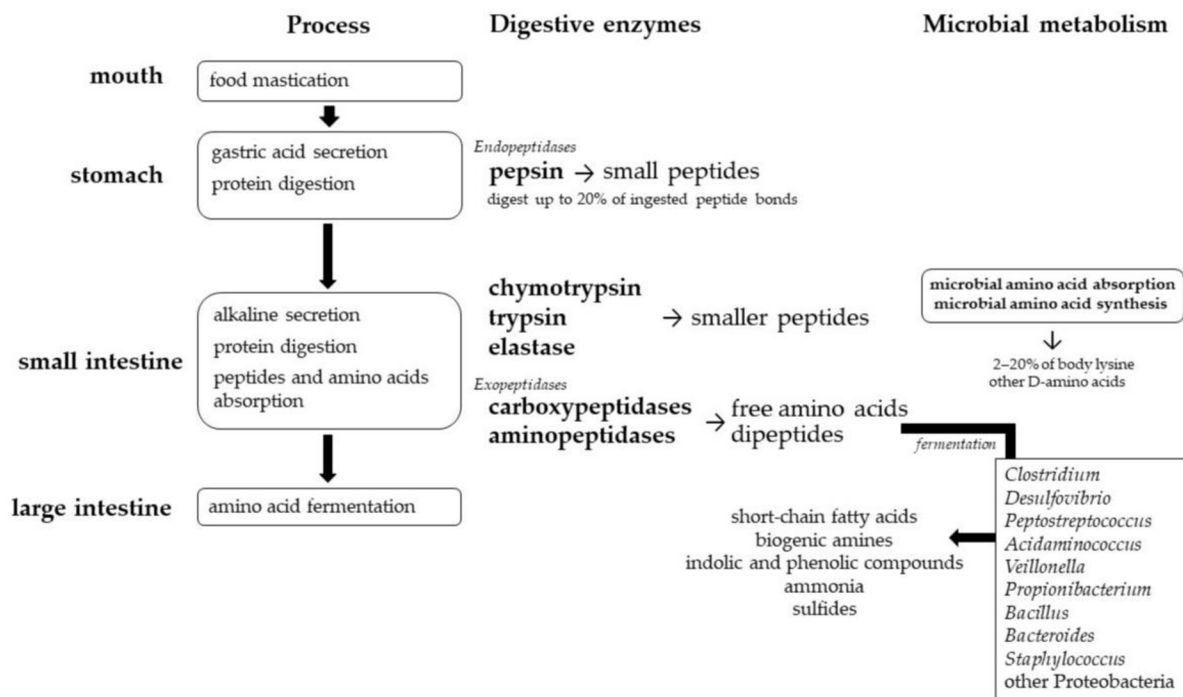 Process
Digestive enzymes
Microbial metabolism
mouth
food mastication
stomach
gastric acid secretion
protein digestion
Endopeptidases
pepsin → small peptides
digest up to 20% of ingested peptide bonds
small intestine
alkaline secretion
protein digestion
peptides and amino acids
absorption
chymotrypsin
trypsin
elastase
→ smaller peptides
Exopeptidases
carboxypeptidases
aminopeptidases
→ free amino acids
dipeptides
microbial amino acid absorption
microbial amino acid synthesis
2–20% of body lysine
other D-amino acids
fermentation
large intestine
amino acid fermentation
Clostridium
Desulfovibrio
Peptostreptococcus
Acidaminococcus
Veillonella
Propionibacterium
Bacillus
Bacteroides
Staphylococcus
other Proteobacteria
short-chain fatty acids
biogenic amines
indolic and phenolic compounds
ammonia
sulfides